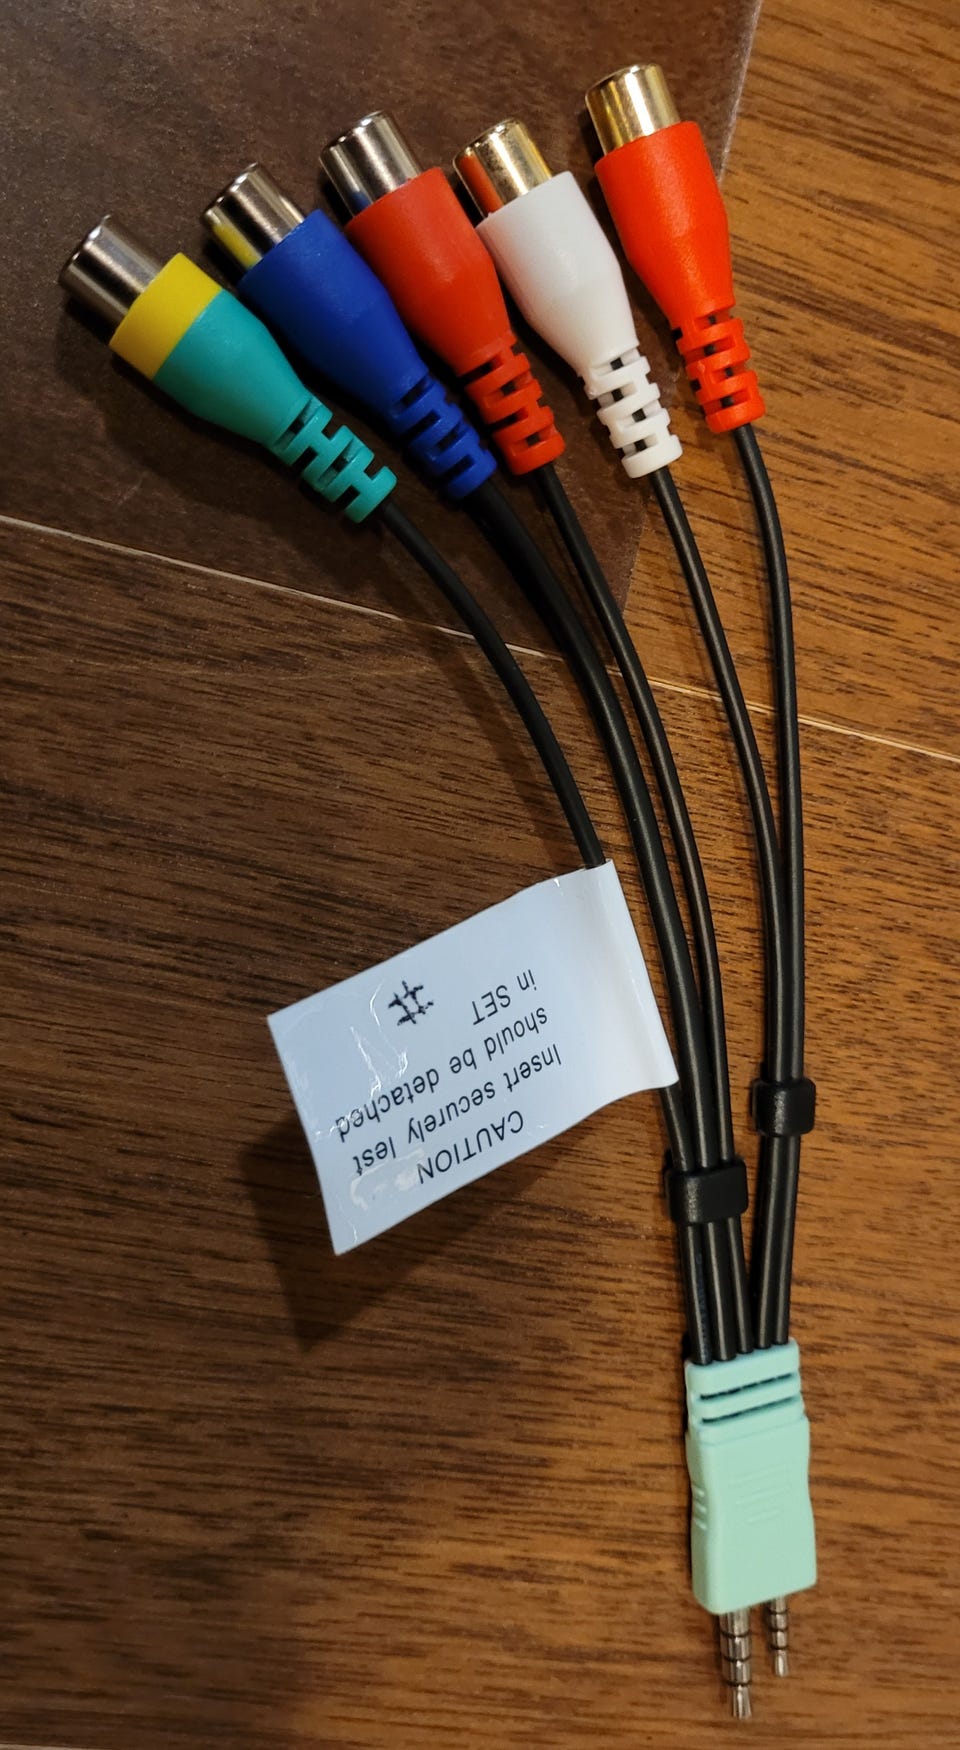 CAUTION
Insert securely lest
should be detached
in SET
#